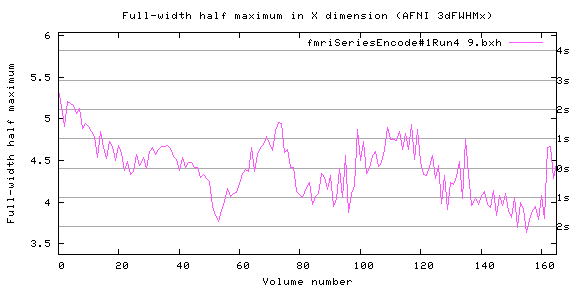 Full-width half maximum in X dimension (AFNI 3dFWHMx)
fmriSeriesEncode#1Run4 9.bxh
Full-width half maximum
6
5.5
5
4.5
4
3.5
4s
3s
2s
1s
0s
1s
2s
0 20 40 60 80 100 120 140 160
Volume number